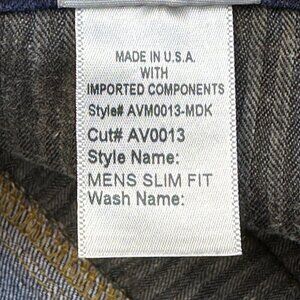 MADE IN U.S.A.
WITH
IMPORTED COMPONENTS
Style# AVM0013-MDK
Cut# AV0013
Style Name:
MENS SLIM FIT
Wash Name: